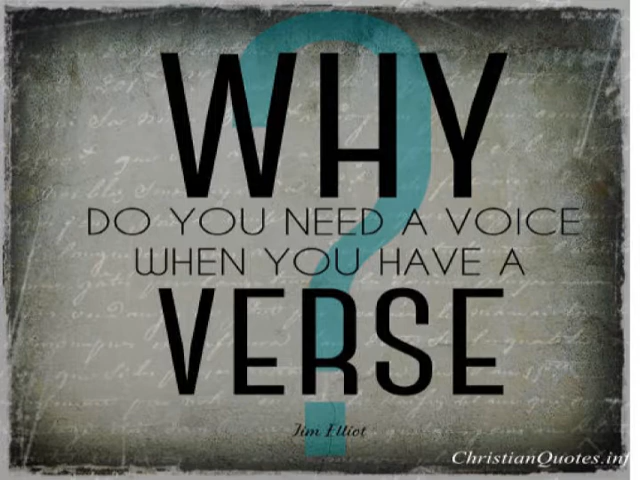 WHY
DO YOU NEED A VOICE
WHEN YOU HAVE A
VERSE
Jim Elliot
ChristianQuotes.inf